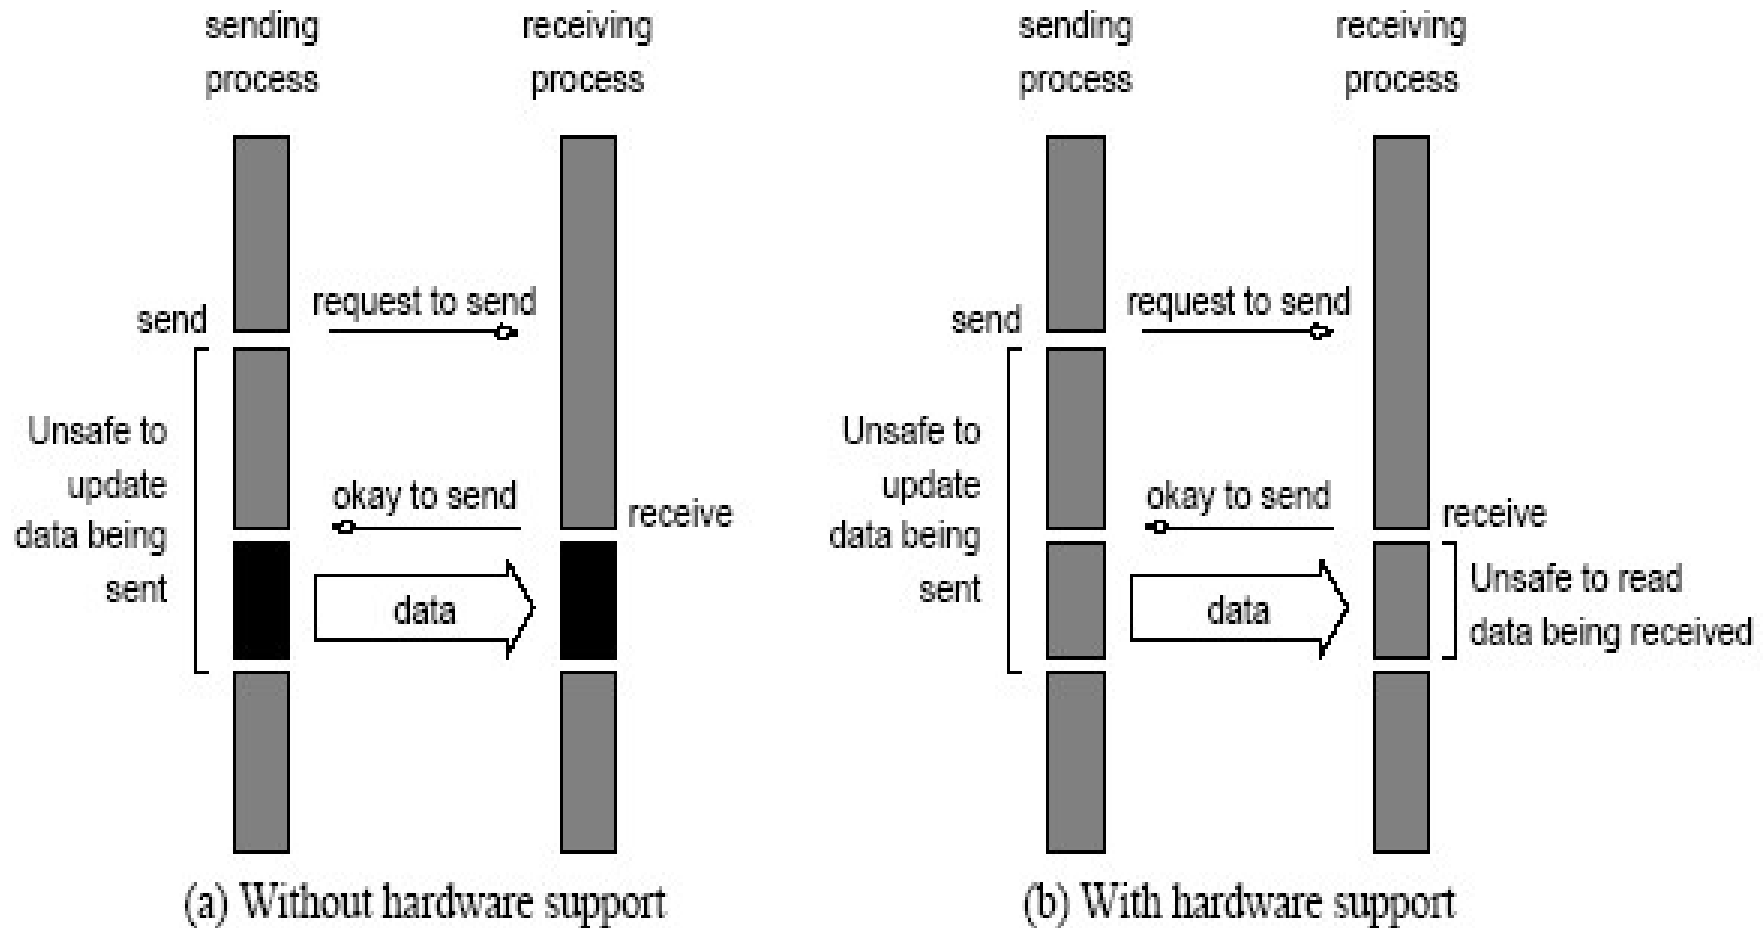 sending
process
receiving
process
send
request to send
Unsafe to
update
data being
sent
okay to send
receive
data
(a) Without hardware support
sending
process
receiving
process
send
request to send
Unsafe to
update
data being
sent
okay to send
receive
data
Unsafe to read
data being received
(b) With hardware support